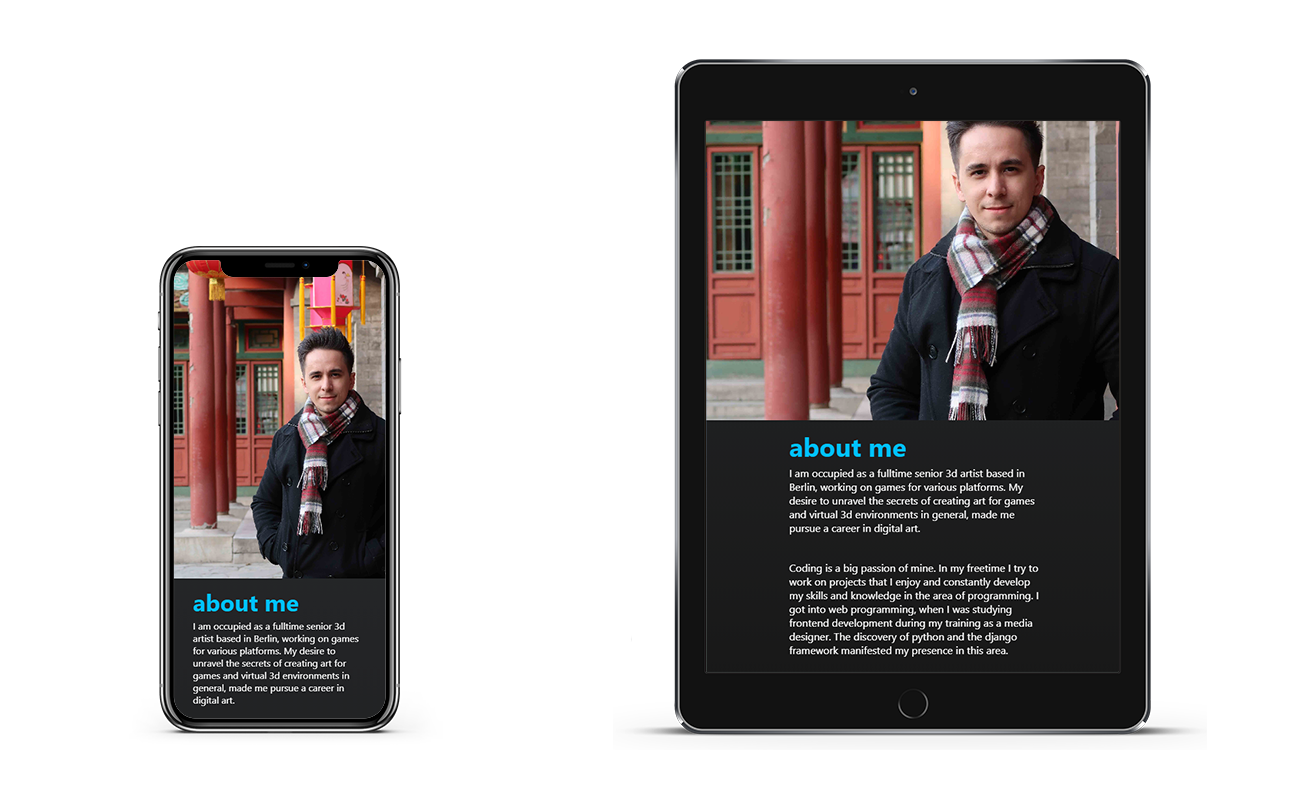 about me
I am occupied as a fulltime senior 3d
artist based in Berlin, working on games
for various platforms. My desire to
unravel the secrets of creating art for
games and virtual 3d environments in
general, made me pursue a career in
digital art.
about me
I am occupied as a fulltime senior 3d artist based in
Berlin, working on games for various platforms. My
desire to unravel the secrets of creating art for games
and virtual 3d environments in general, made me
pursue a career in digital art.
Coding is a big passion of mine. In my freetime I try to
work on projects that I enjoy and constantly develop
my skills and knowledge in the area of programming. I
got into web programming, when I was studying
frontend development during my training as a media
designer. The discovery of python and the django
framework manifested my presence in this area.